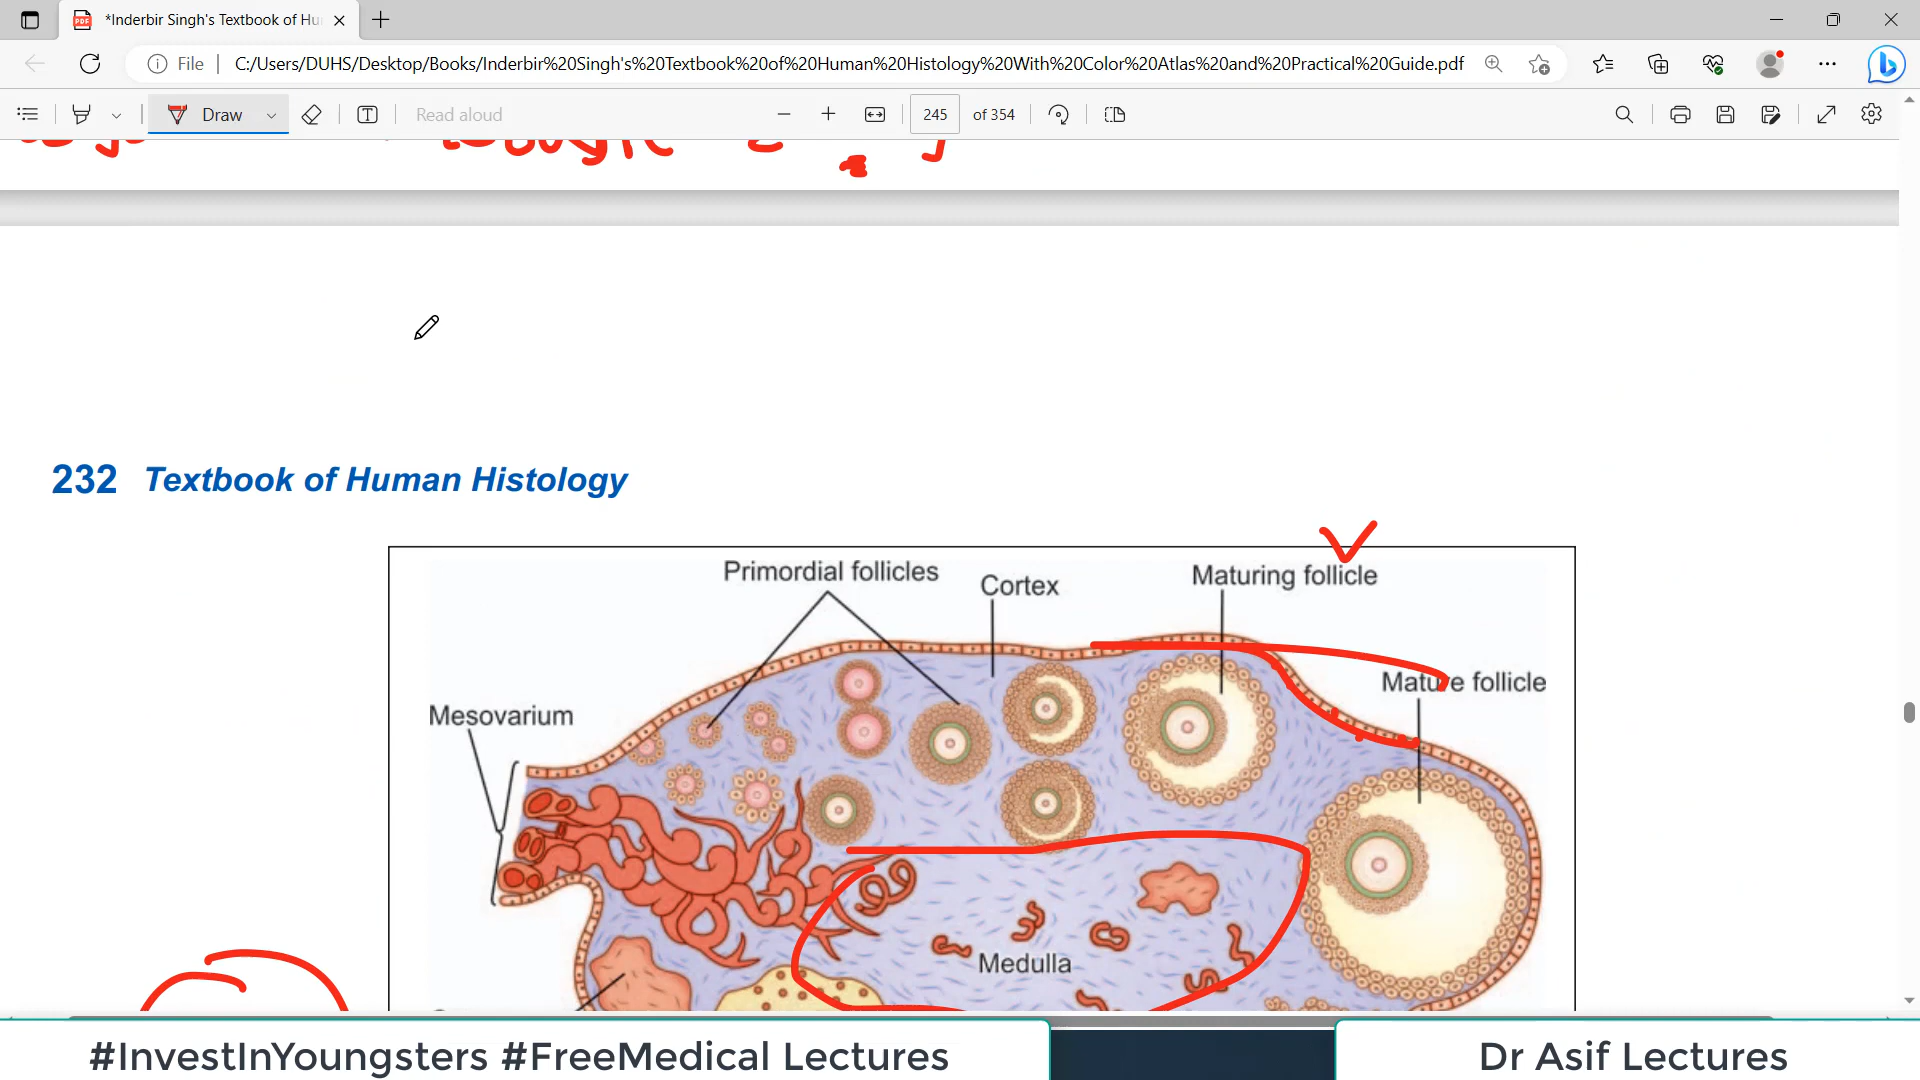 *Inderbir Singh's Textbook of Hu
File
C:/Users/DUHS/Desktop/Books/Inderbir%20Singh's%20Textbook%20of%20Human%20Histology%20With%20Color%20Atlas%20and%20Practical%20Guide.pdf
Draw
Read aloud
245 of 354
232 Textbook of Human Histology
Primordial follicles
Cortex
Maturing follicle
Mature follicle
Mesovarium
Medulla
#InvestInYoungsters #FreeMedical Lectures
Dr Asif Lectures